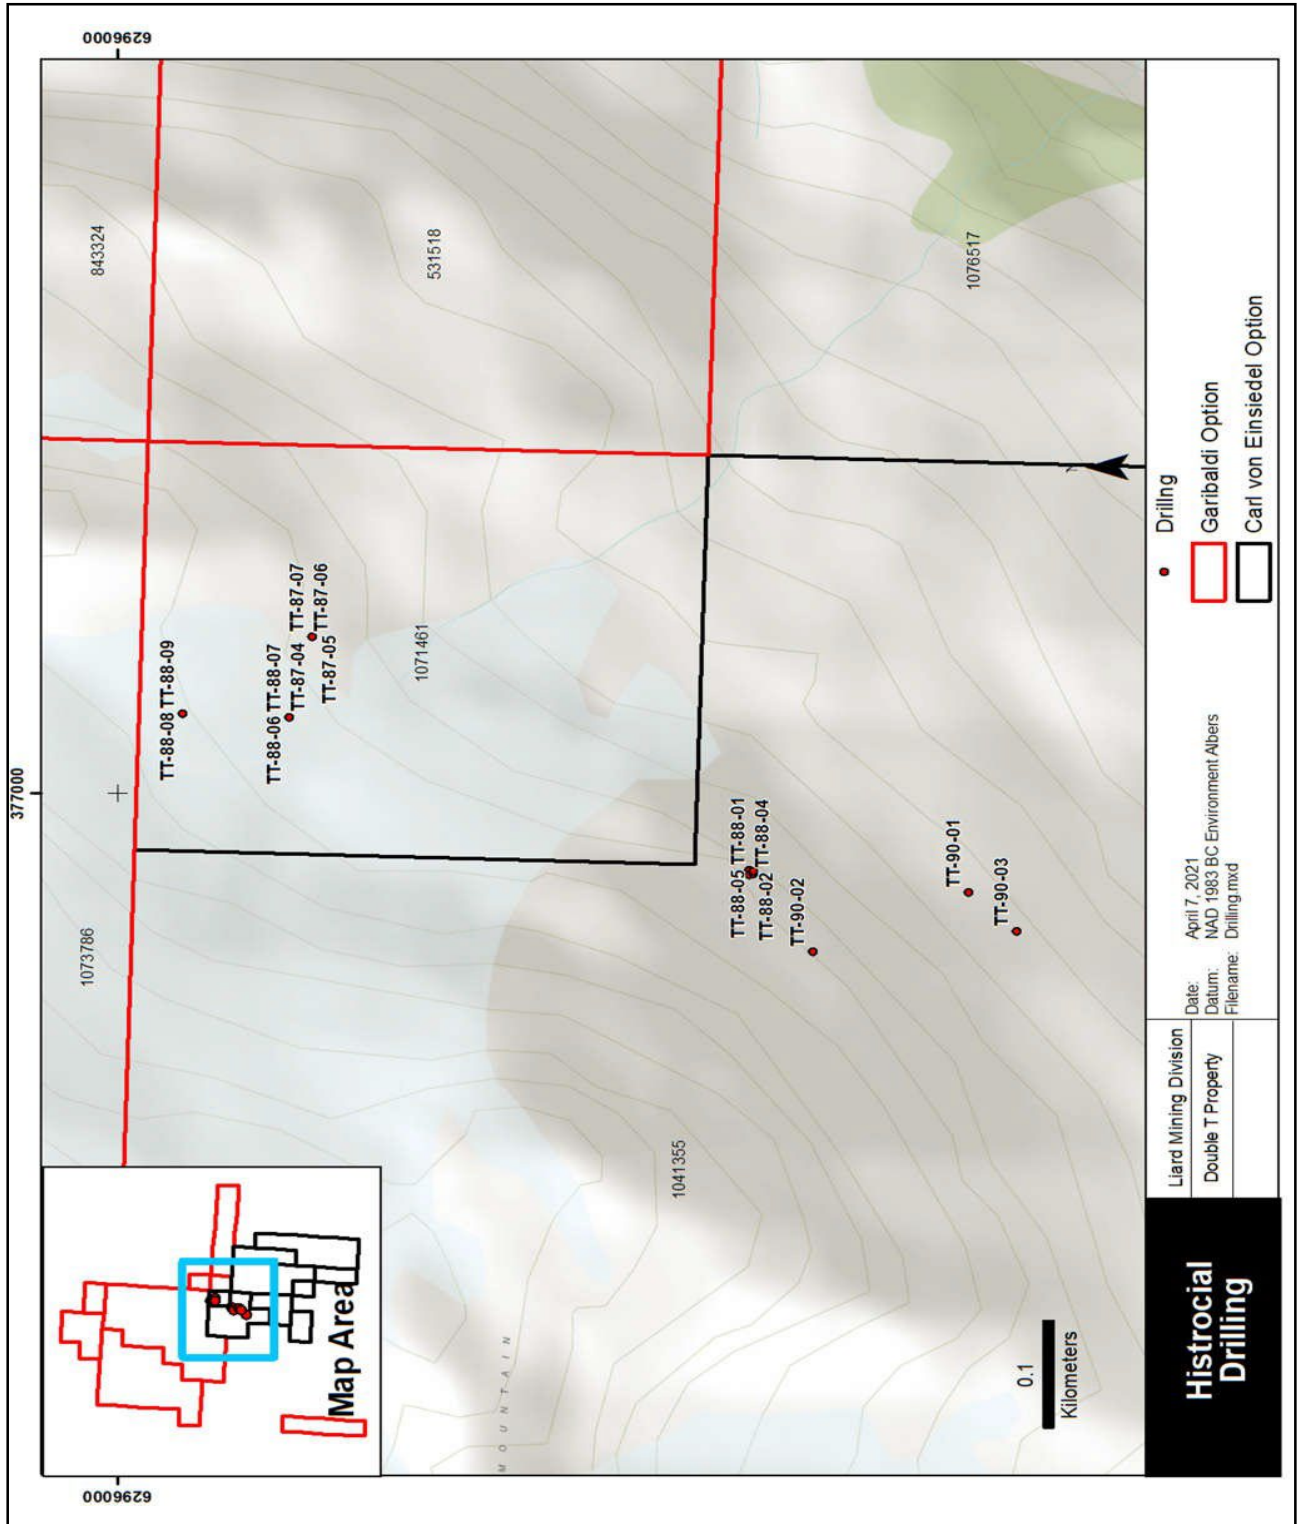 377000
6296000
6296000
1073786
843324
TT-88-08 TT-88-09
TT-88-06 TT-88-07
TT-87-04 TT-87-07
TT-87-05 TT-87-06
1071461
531518
Map Area
TT-88-05 TT-88-01
TT-88-02 TT-88-04
TT-90-02
1041355
TT-90-01
TT-90-03
1076517
MOUNTAIN
0.1
Kilometers
N
Histrocial
Drilling
Liard Mining Division
Double T Property
Date: April 7, 2021
Datum: NAD 1983 BC Environment Albers
Filename: Drilling.mxd
Drillng
Garibaldi Option
Carl von Einsiedel Option